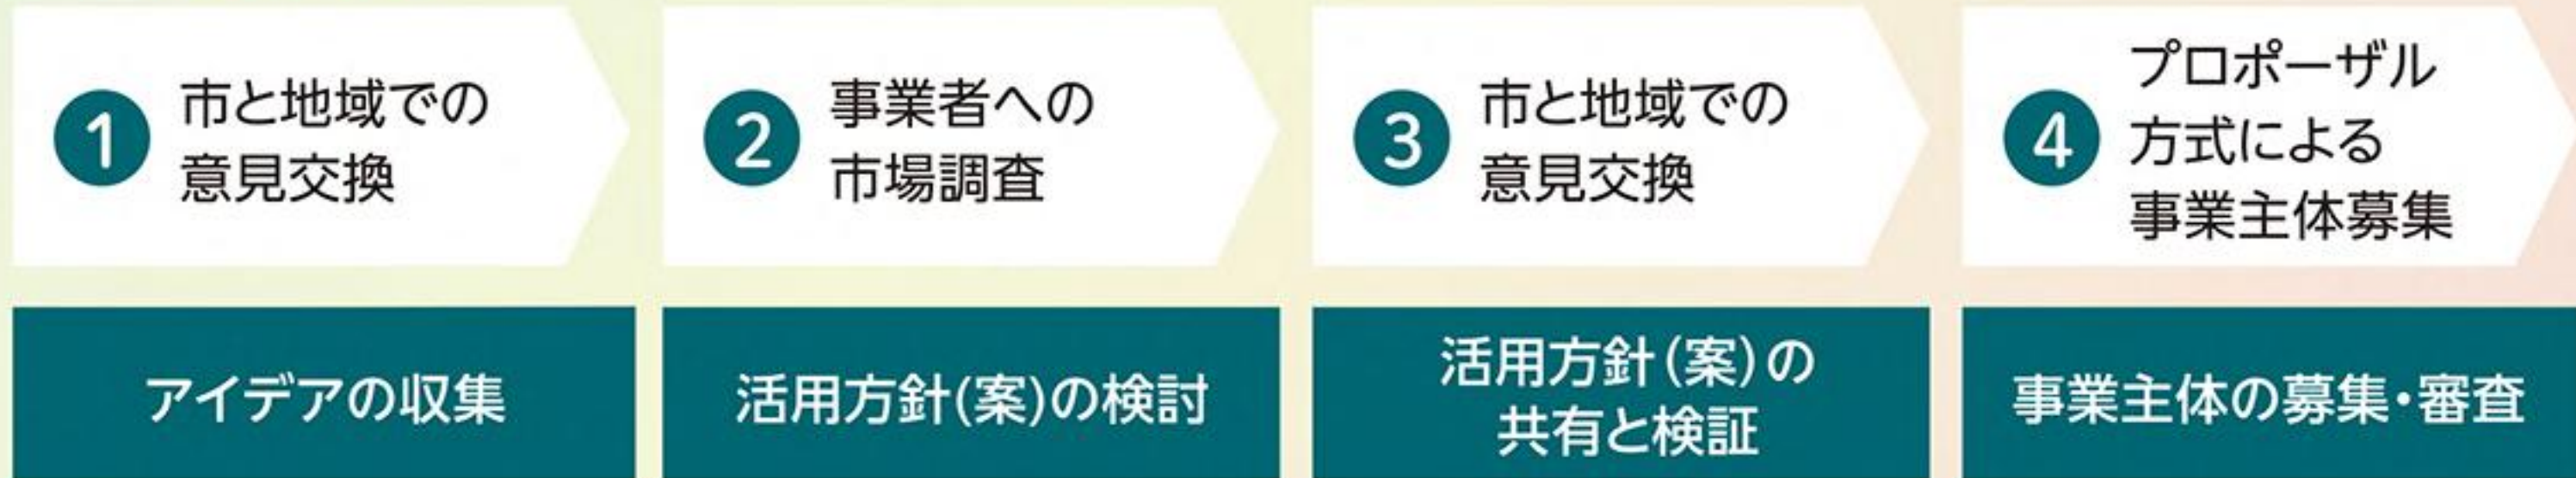 1
市と地域での
意見交換
アイデアの収集
2
事業者への
市場調査
活用方針(案)の検討
3
市と地域での
意見交換
活用方針(案)の
共有と検証
4
プロポーザル
方式による
事業主体募集
事業主体の募集・審査